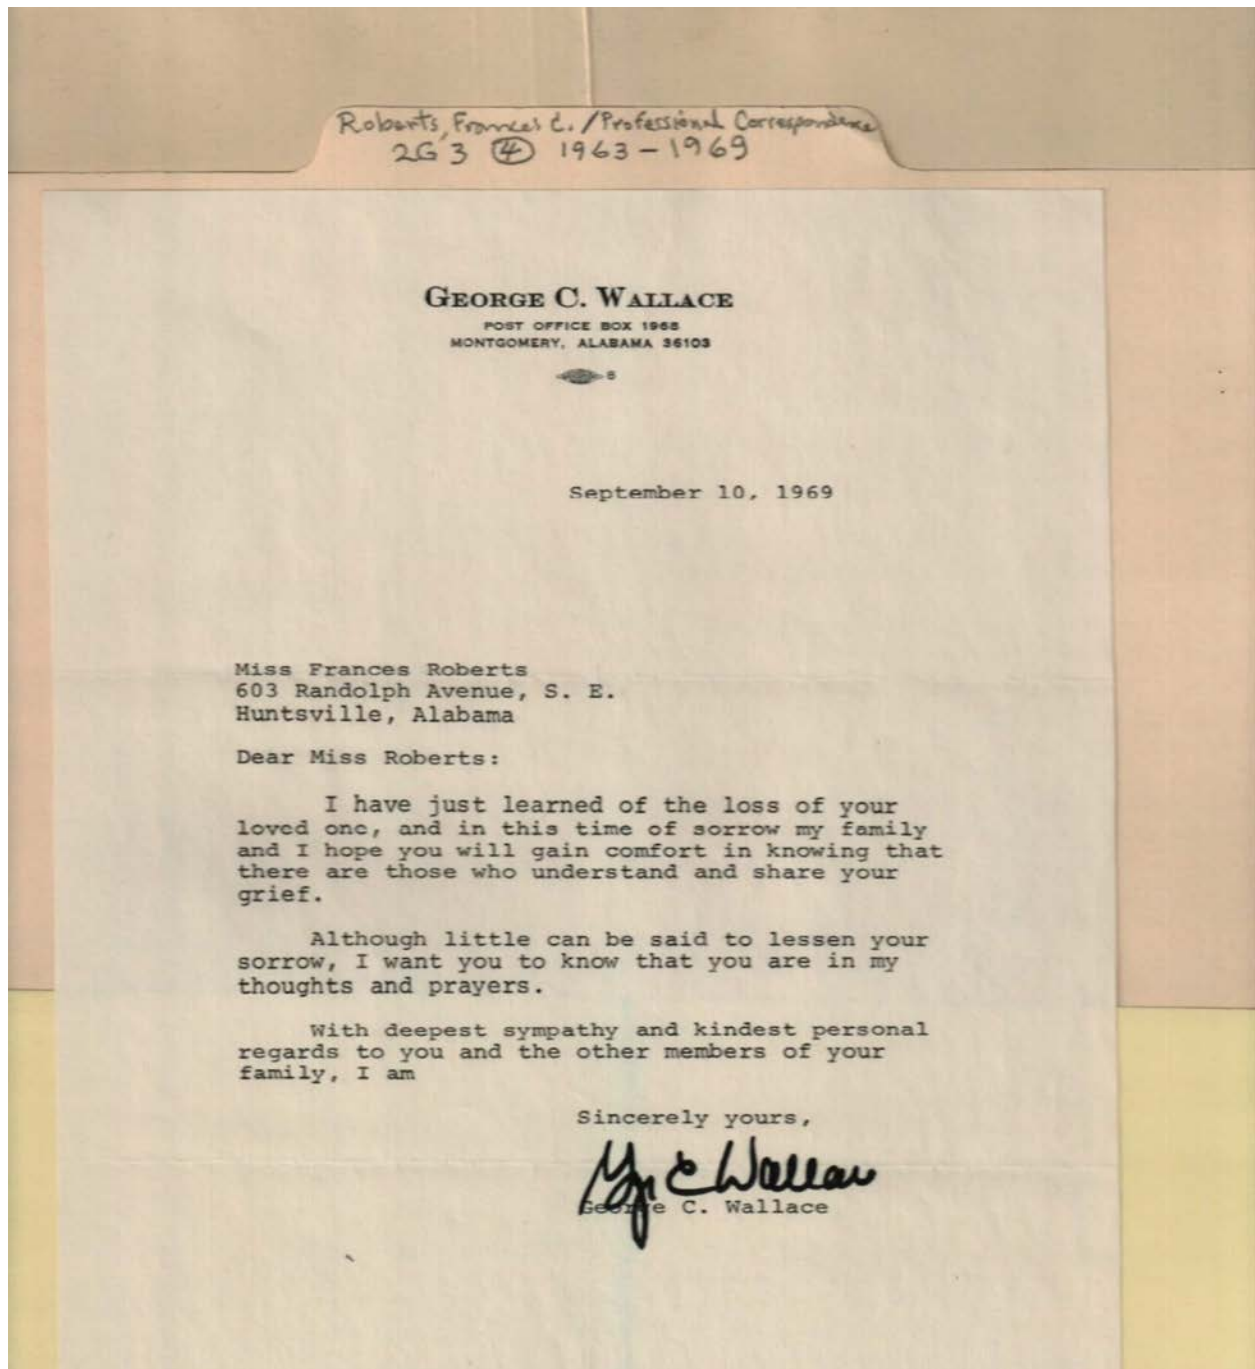 Roberts, Frances C. / Professional Correspondence
2G3 ④ 1963-1969
GEORGE C. WALLACE
POST OFFICE BOX 1968
MONTGOMERY, ALABAMA 36103
8
September 10, 1969
Miss Frances Roberts
603 Randolph Avenue, S. E.
Huntsville, Alabama
Dear Miss Roberts:
I have just learned of the loss of your
loved one, and in this time of sorrow my family
and I hope you will gain comfort in knowing that
there are those who understand and share your
grief.
Although little can be said to lessen your
sorrow, I want you to know that you are in my
thoughts and prayers.
With deepest sympathy and kindest personal
regards to you and the other members of your
family, I am
Sincerely yours,
Geo C Wallace
George C. Wallace